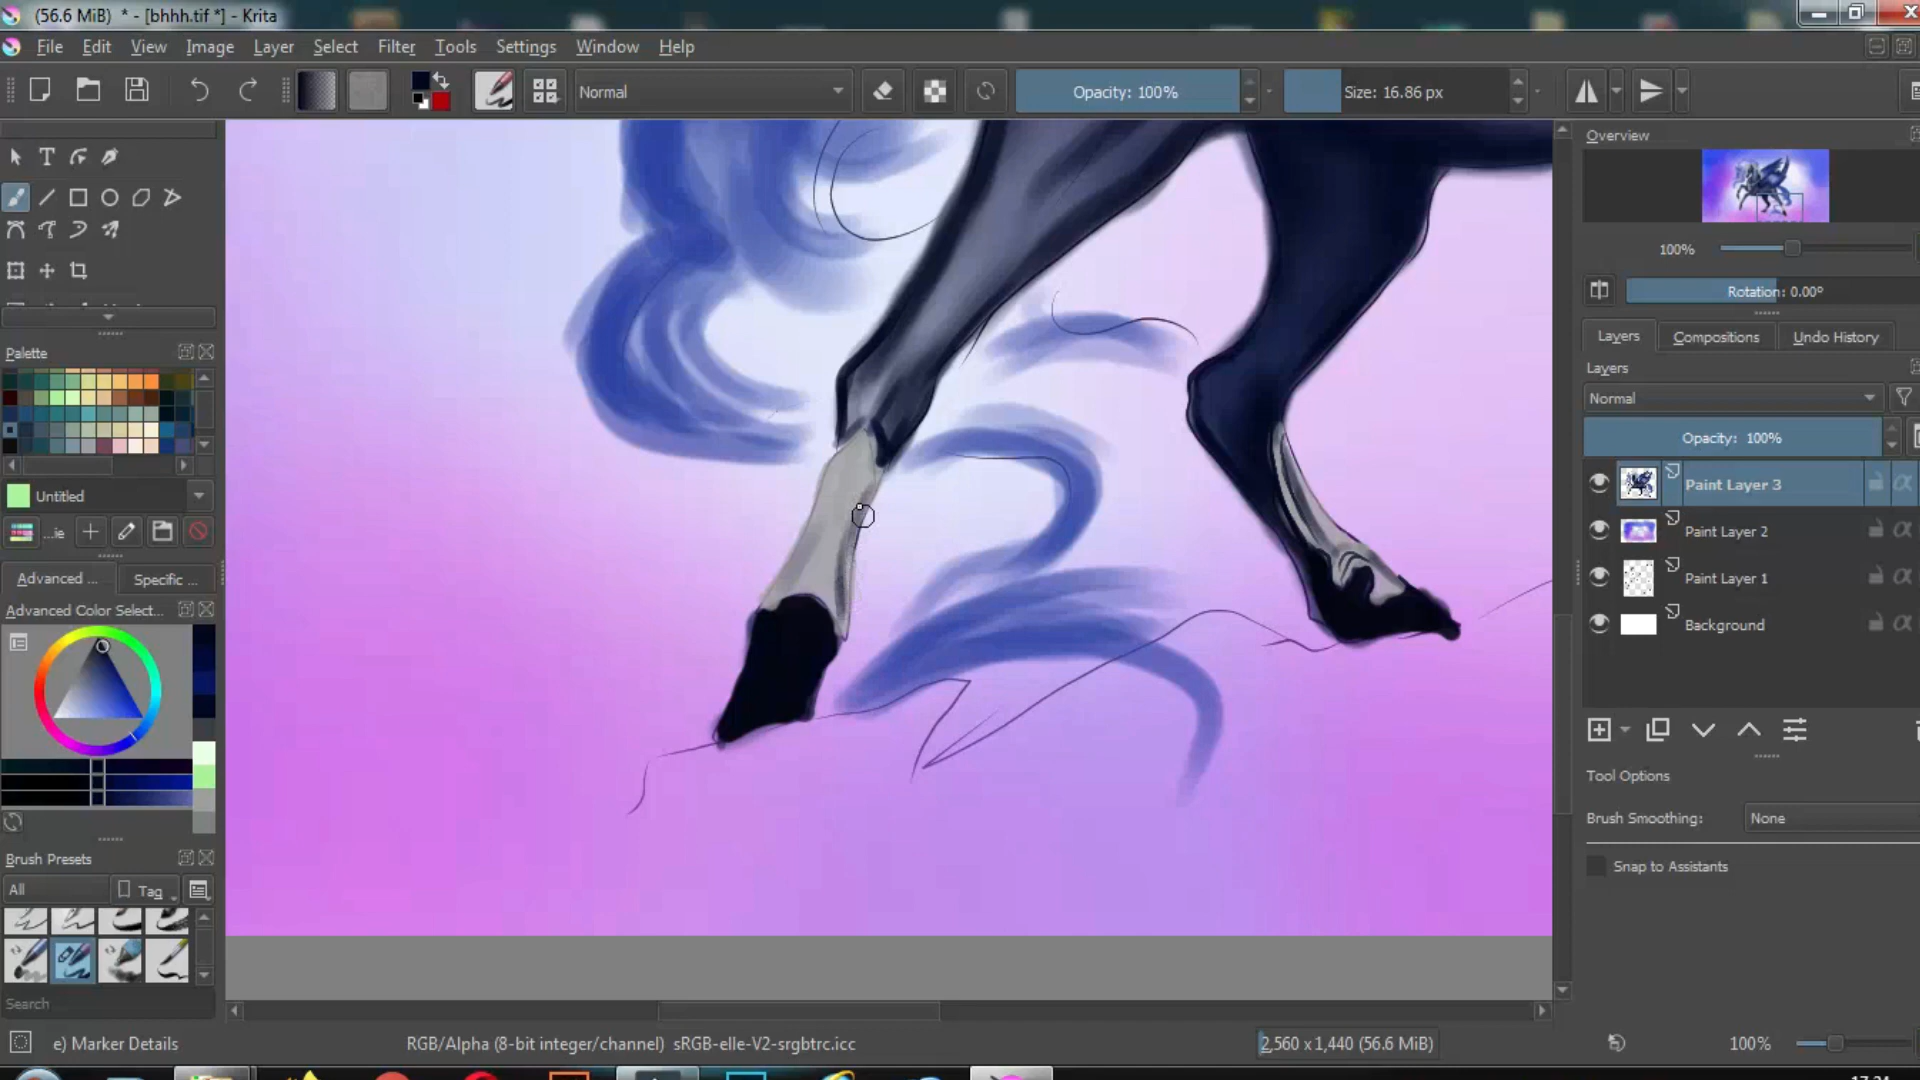 (56.6 MiB) * - [bhhh.tif *] - Krita
File Edit View Image Layer Select Filter Tools Settings Window Help
Normal
Opacity: 100%
Size: 16.86 px
Palette
Untitled
...ie
Advanced ... Specific ...
Advanced Color Select...
Brush Presets
All
Tag
Search
Overview
100%
Rotation: 0.00°
Layers Compositions Undo History
Layers
Normal
Opacity: 100%
Paint Layer 3
Paint Layer 2
Paint Layer 1
Background
Tool Options
Brush Smoothing: None
Snap to Assistants
e) Marker Details
RGB/Alpha (8-bit integer/channel) sRGB-elle-V2-srgbtrc.icc
2,560 x 1,440 (56.6 MiB)
100%